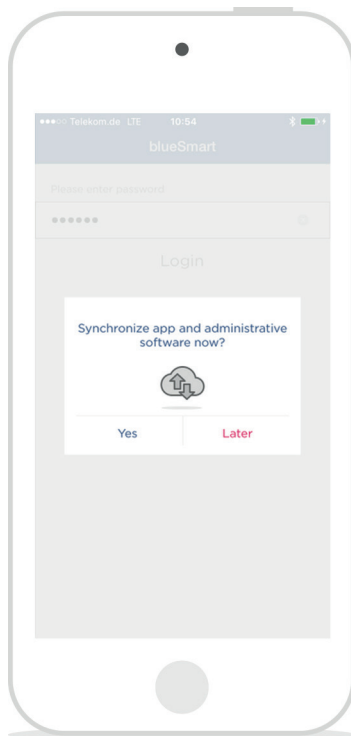 Telekom.de LTE 10:54
blueSmart
Please enter password
Login
Synchronize app and administrative
software now?
Yes Later